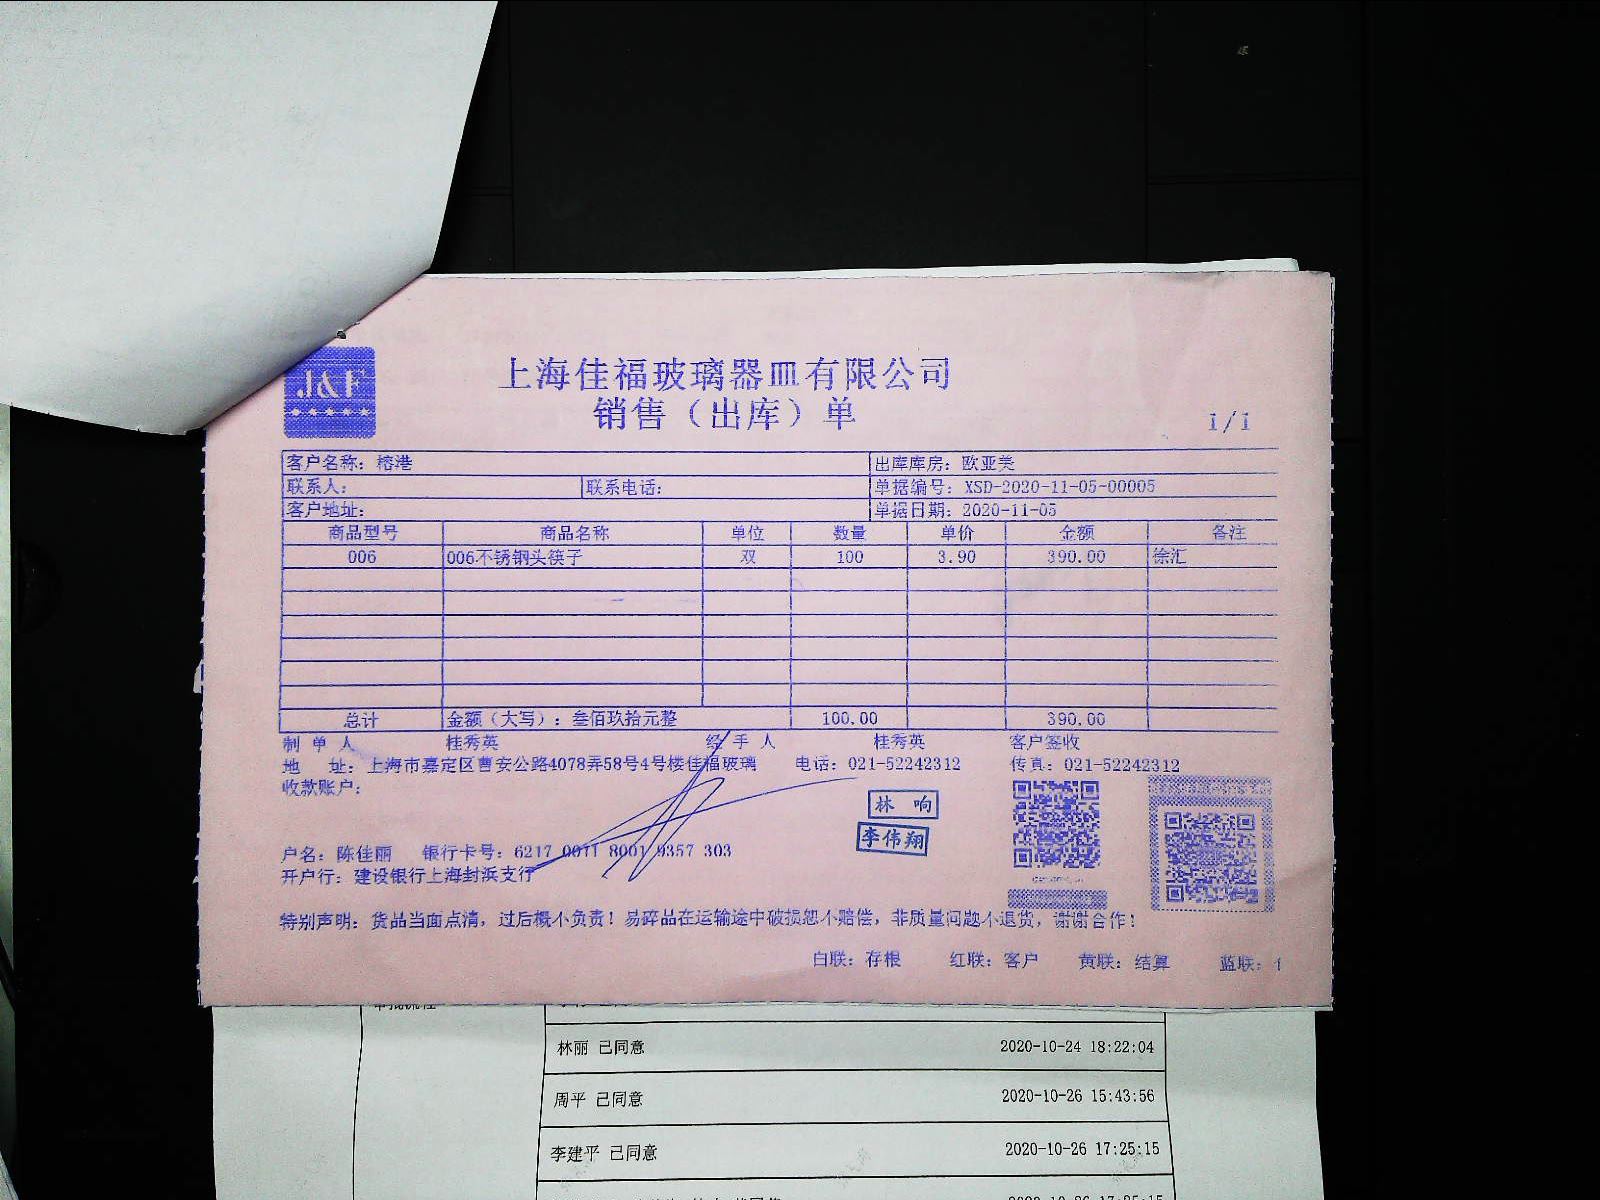 J&F
上海佳福玻璃器皿有限公司
销售（出库）单
1/1
客户名称：榕港 出库库房：欧亚美
联系人： 联系电话： 单据编号：XSD-2020-11-05-00005
客户地址： 单据日期：2020-11-05
商品型号 商品名称 单位 数量 单价 金额 备注
006 006不锈钢头筷子 双 100 3.90 390.00 徐汇
总计 金额（大写）：叁佰玖拾元整 100.00 390.00
制 单 人 桂秀英 经 手 人 桂秀英 客户签收
地 址：上海市嘉定区曹安公路4078弄58号4号楼佳福玻璃 电话：021-52242312 传真：021-52242312
收款账户：
林 响
李伟翔
户名：陈佳丽 银行卡号：6217 0011 8001 9357 303
开户行：建设银行上海封浜支行
特别声明：货品当面点清，过后概不负责！易碎品在运输途中破损恕不赔偿，非质量问题不退货，谢谢合作！
白联：存根 红联：客户 黄联：结算 蓝联：
林丽 已同意 2020-10-24 18:22:04
周平 已同意 2020-10-26 15:43:56
李建平 已同意 2020-10-26 17:25:15